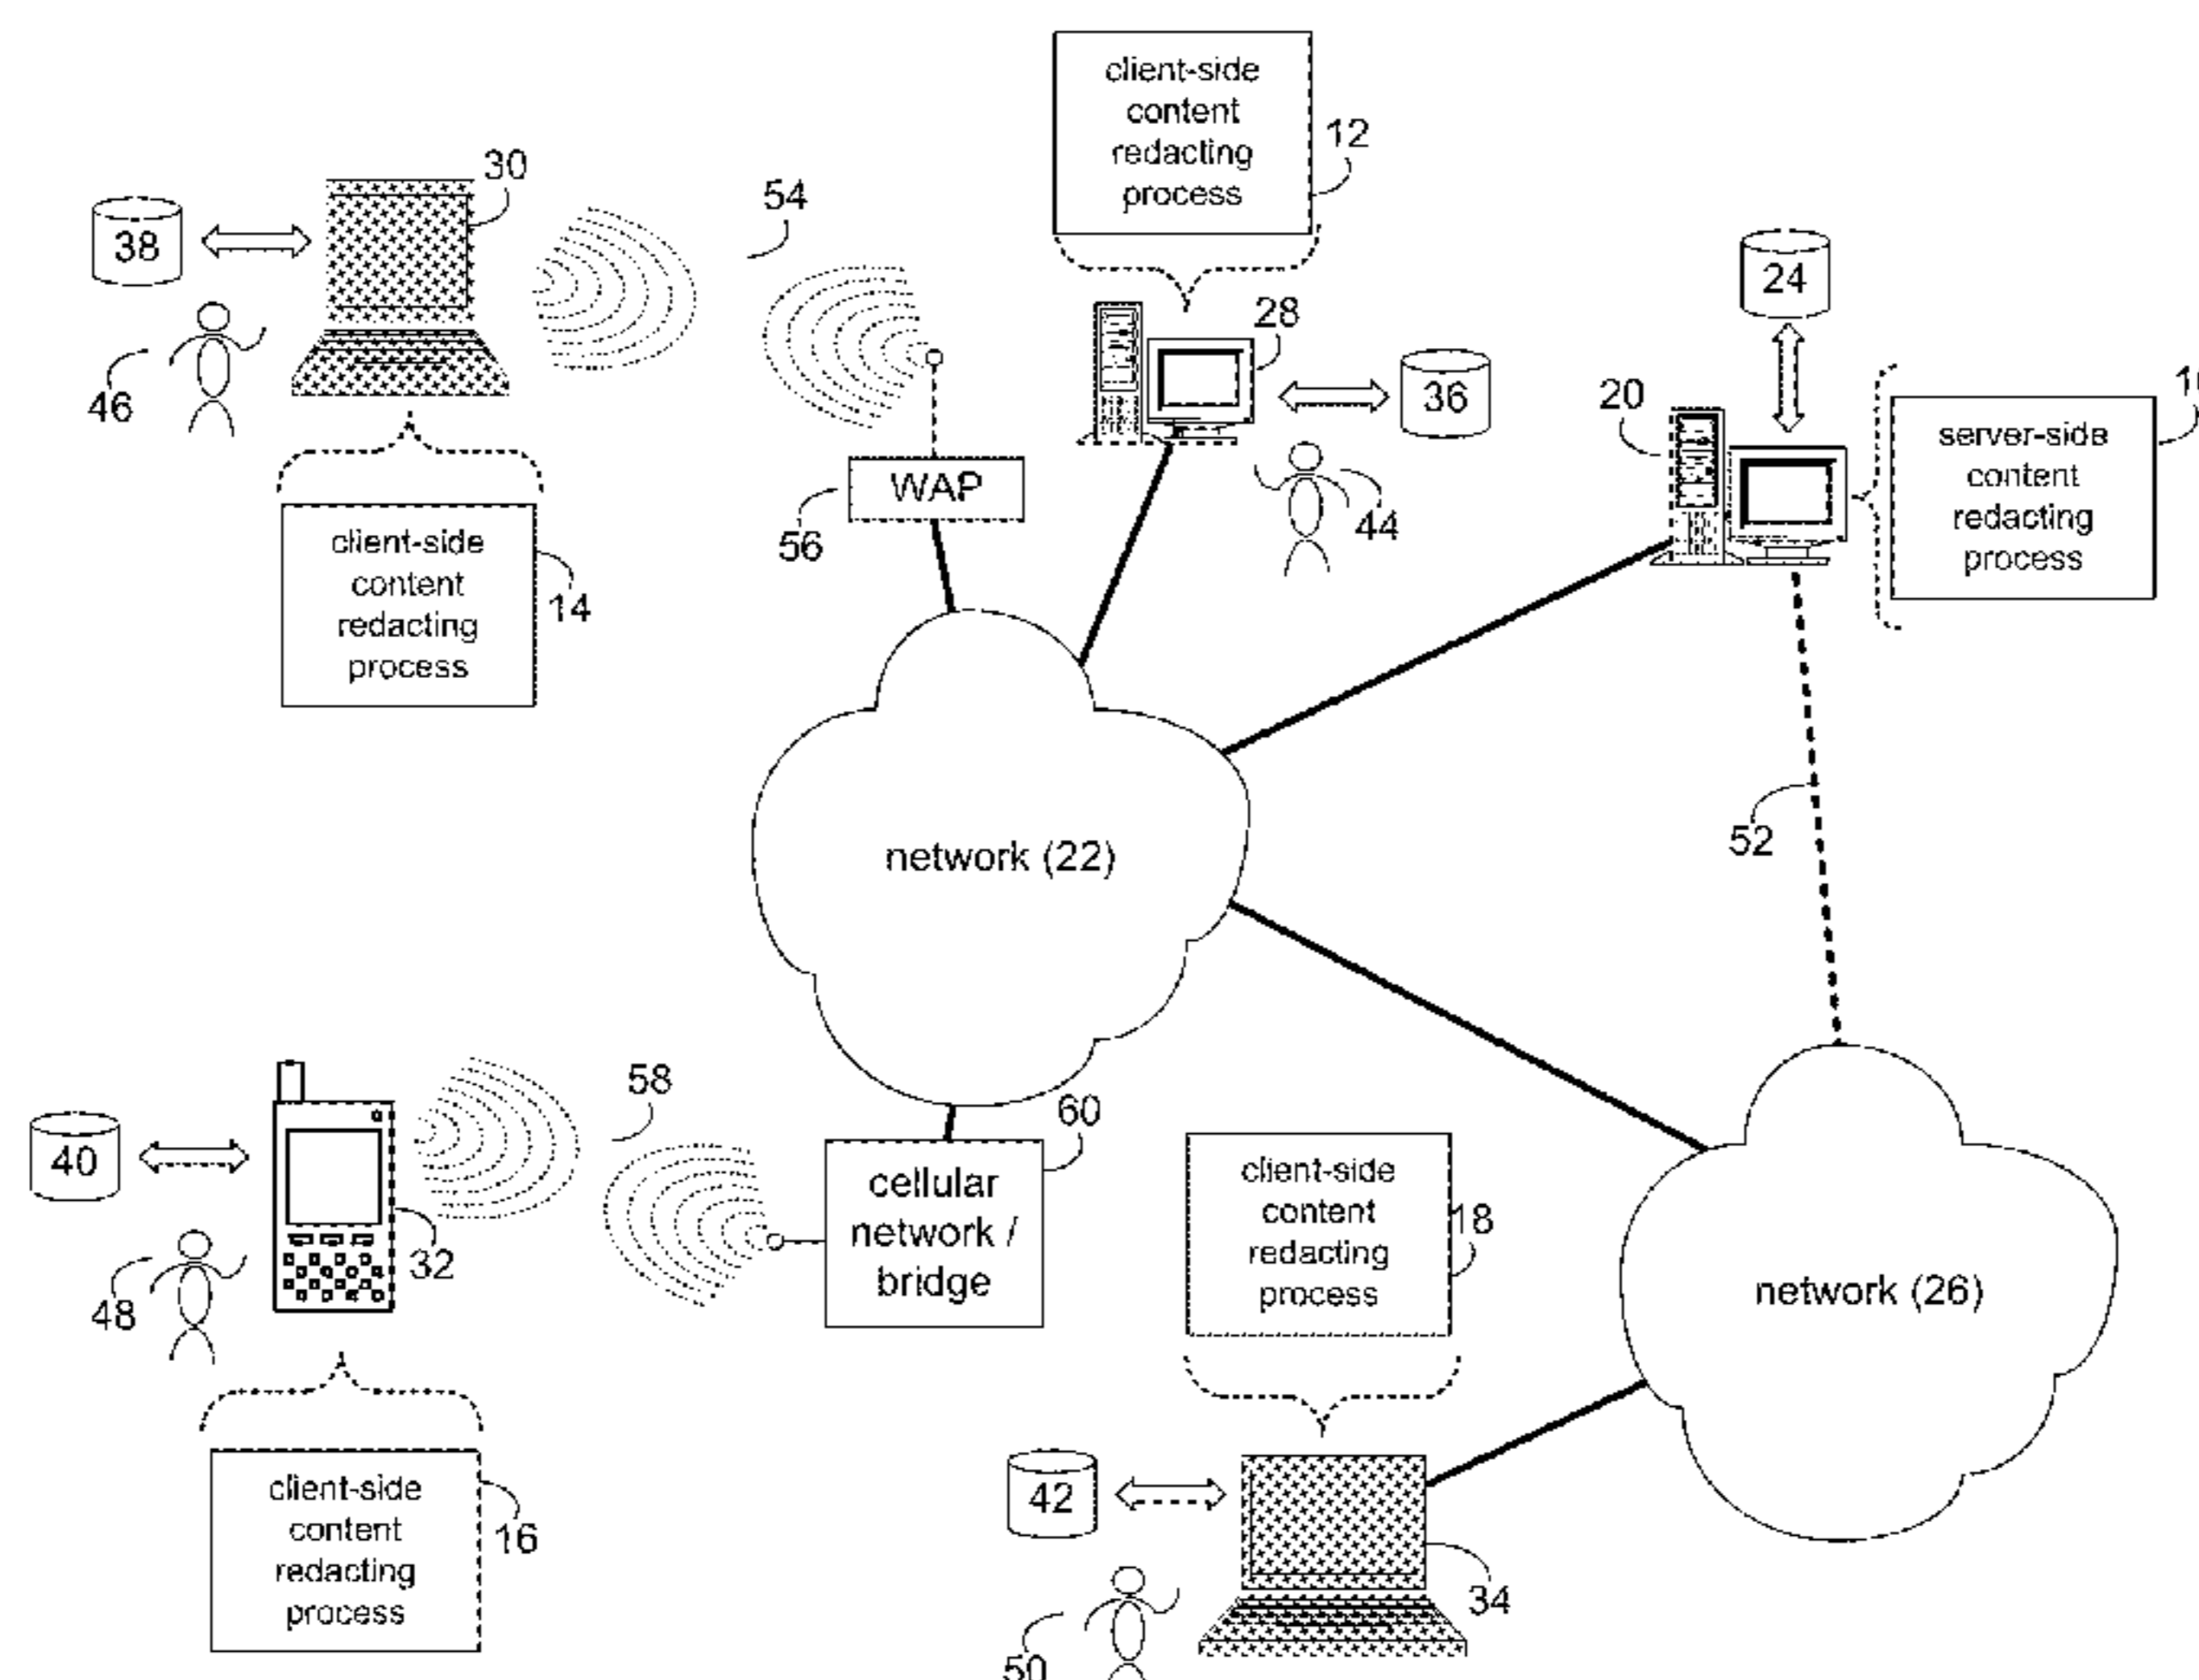 client-side
content
redacting
process
12
30
54
38
24
28
46
36
20
server-side
content
redacting
process
WAP
56
44
client-side
content
redacting
process
14
network (22)
52
58
60
40
cellular
network /
bridge
32
48
client-side
content
redacting
process
18
network (26)
client-side
content
redacting
process
16
42
34
50